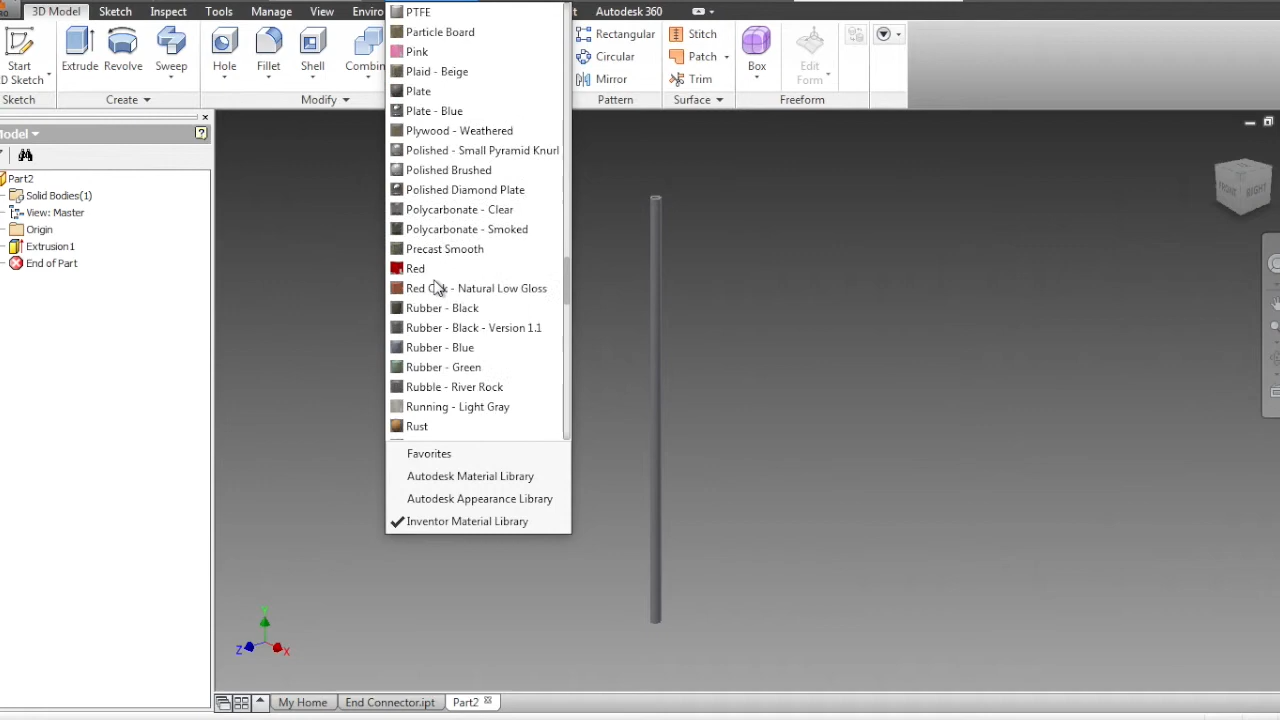 3D Model Sketch Inspect Tools Manage View Autodesk 360
Start
2D Sketch
Extrude Revolve Sweep
Hole Fillet Shell
Rectangular
Circular
Mirror
Stitch
Patch
Trim
Box
Edit
Form
Sketch Create Modify Pattern Surface Freeform
PTFE
Particle Board
Pink
Plaid - Beige
Plate
Plate - Blue
Plywood - Weathered
Polished - Small Pyramid Knurl
Polished Brushed
Polished Diamond Plate
Polycarbonate - Clear
Polycarbonate - Smoked
Precast Smooth
Red
Red Oak - Natural Low Gloss
Rubber - Black
Rubber - Black - Version 1.1
Rubber - Blue
Rubber - Green
Rubble - River Rock
Running - Light Gray
Rust
Favorites
Autodesk Material Library
Autodesk Appearance Library
Inventor Material Library
Part2
Solid Bodies(1)
View: Master
Origin
Extrusion1
End of Part
FRONT RIGHT
Y
Z X
My Home End Connector.ipt Part2